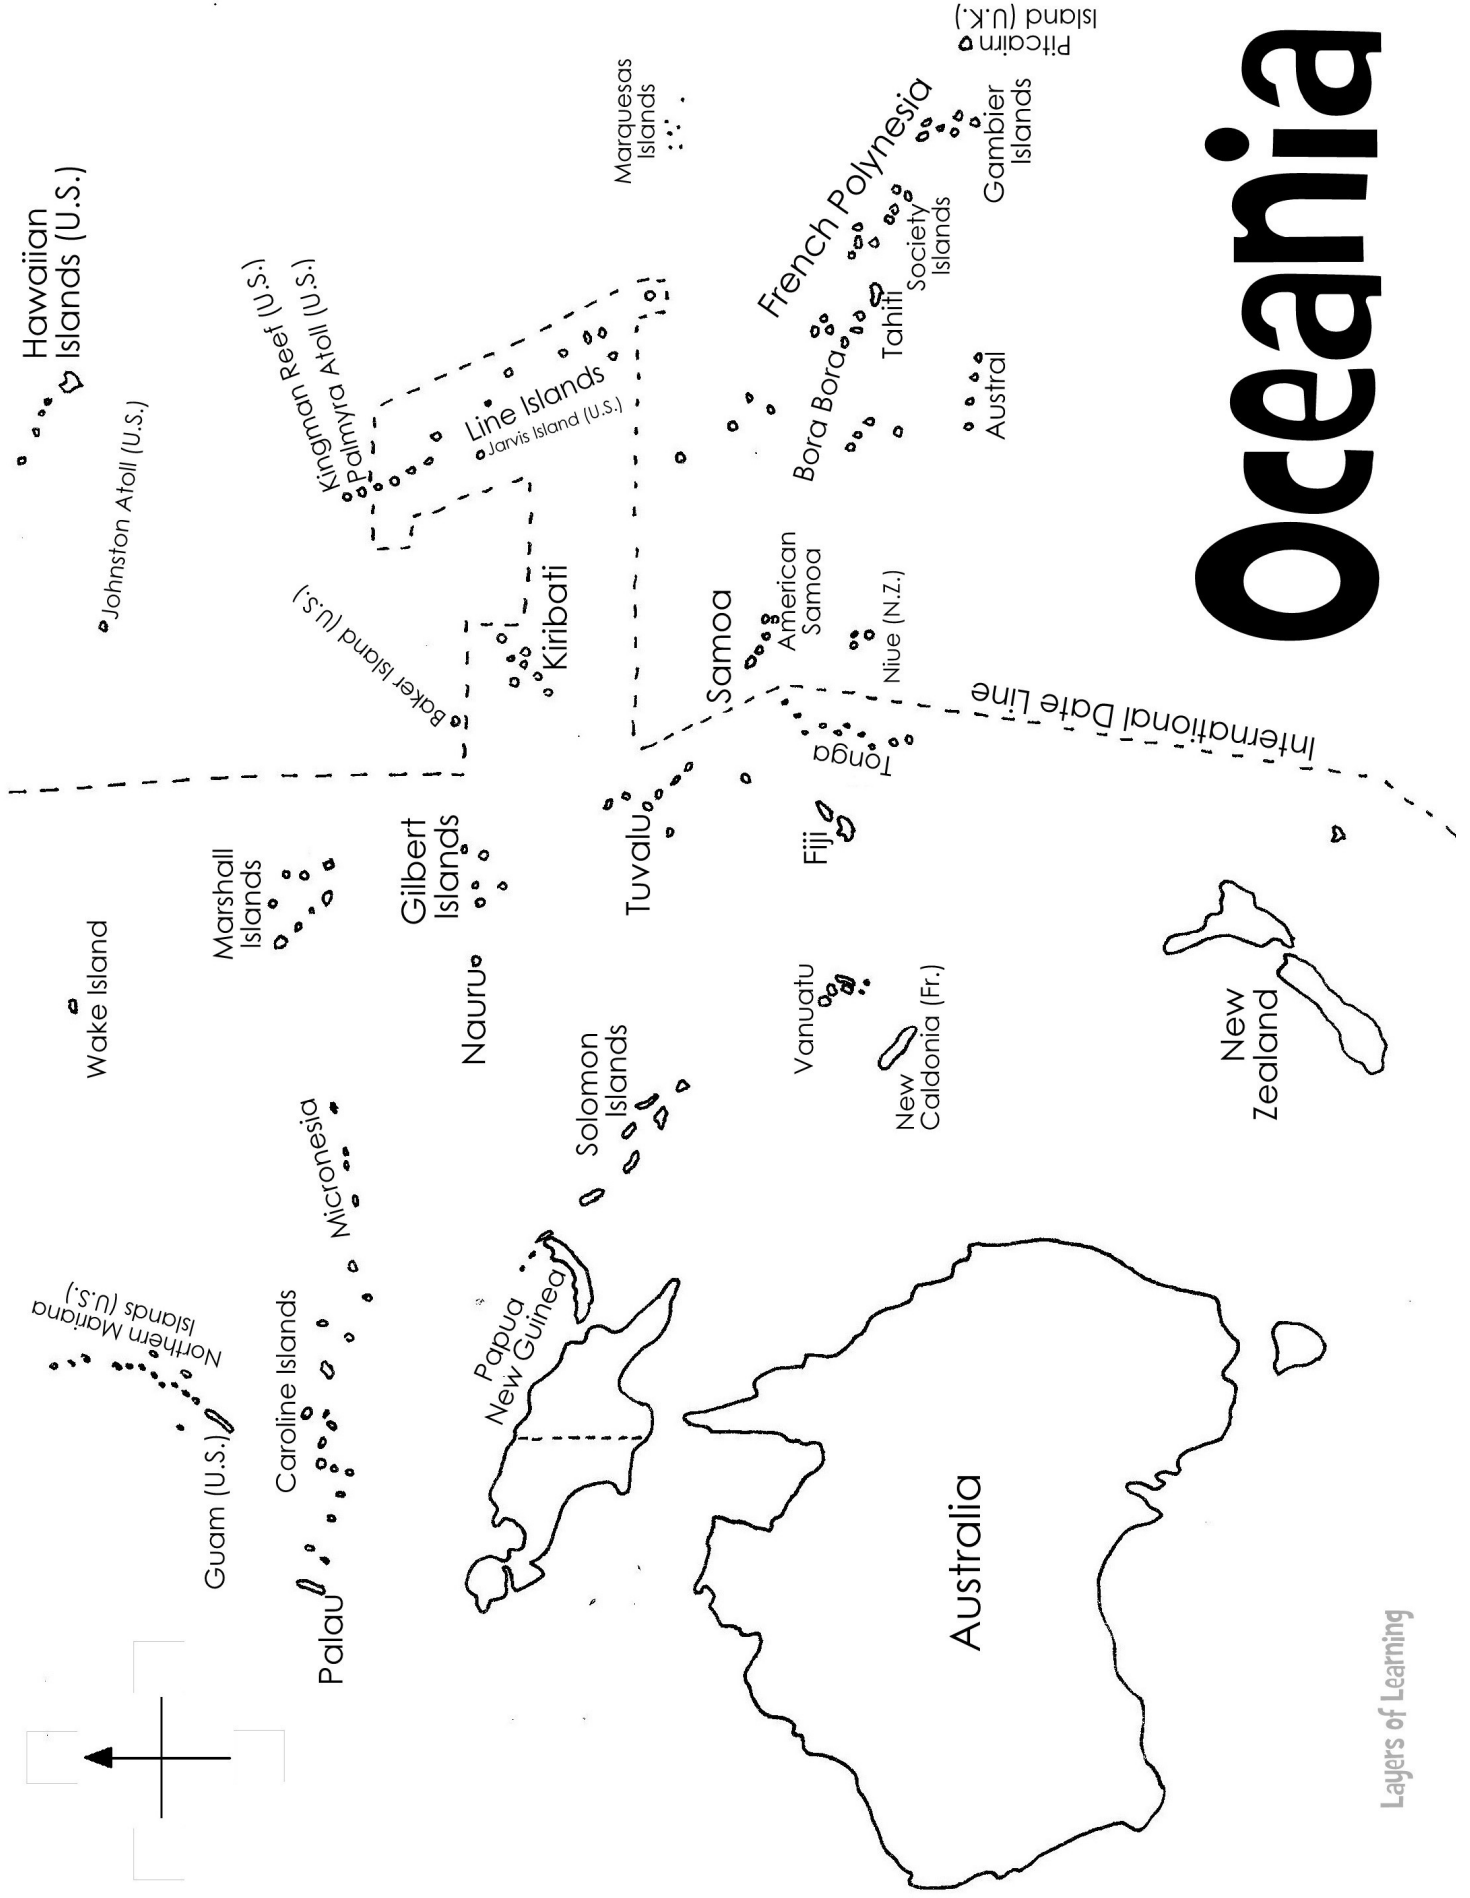 Hawaiian
Islands (U.S.)
Johnston Atoll (U.S.)
Kingman Reef (U.S.)
Palmyra Atoll (U.S.)
Line Islands
Jarvis Island (U.S.)
Marquesas
Islands
Baker Island (U.S.)
Kiribati
Pitcairn
Island (U.K.)
French Polynesia
Gambier
Islands
Society
Islands
Tahiti
Bora Bora
Austral
Samoa
American
Samoa
Niue (N.Z.)
International Date Line
Tonga
Fiji
Tuvalu
Gilbert
Islands
Marshall
Islands
Wake Island
Nauru
Solomon
Islands
Vanuatu
New
Caldonia (Fr.)
New
Zealand
Micronesia
Northern Mariana
Islands (U.S.)
Guam (U.S.)
Caroline Islands
Palau
Papua
New Guinea
Australia
Oceania
Layers of Learning